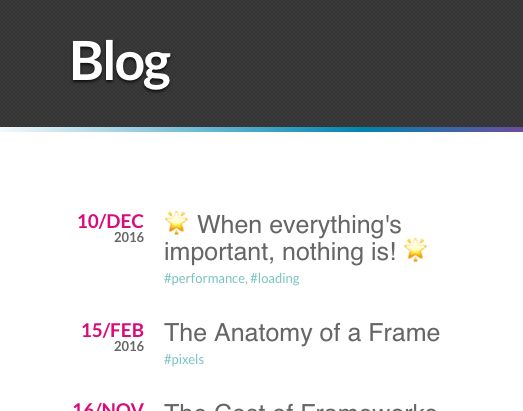 Blog
10/DEC
2016
🌟 When everything's
important, nothing is! 🌟
#performance, #loading
15/FEB
2016
The Anatomy of a Frame
#pixels
16/NOV
The Cost of Frameworks